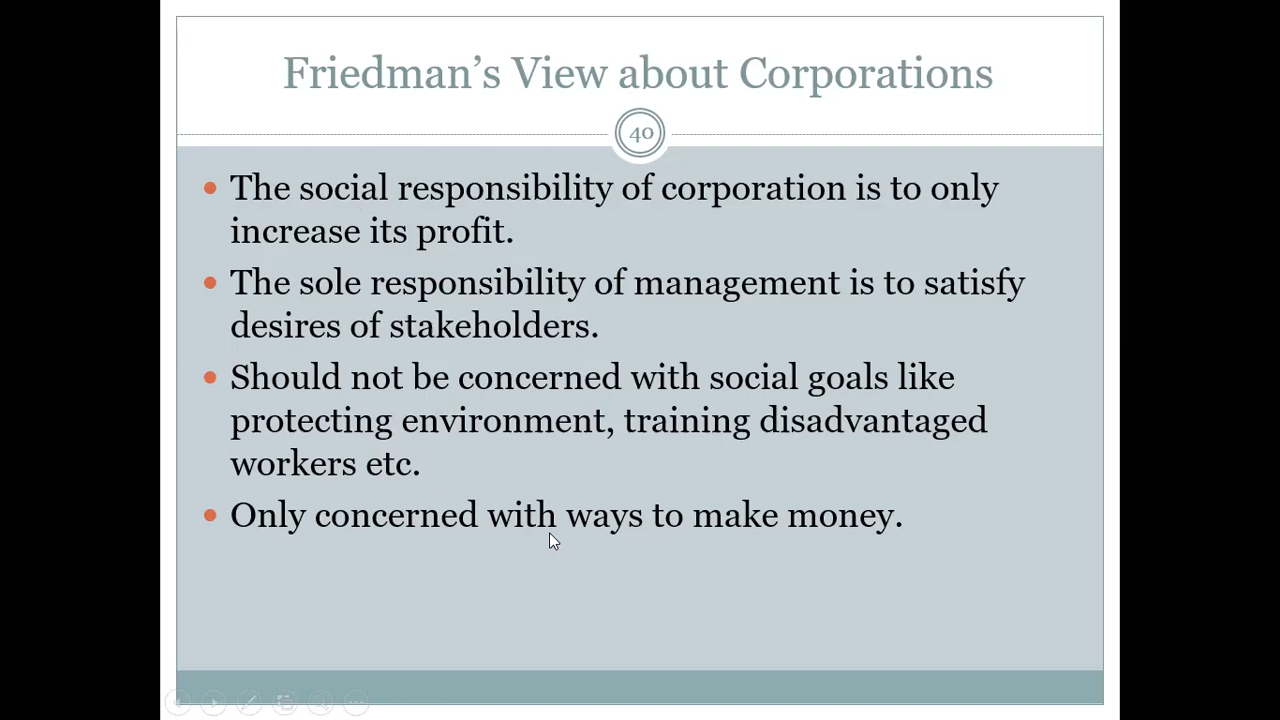 Friedman’s View about Corporations
40
• The social responsibility of corporation is to only
increase its profit.
• The sole responsibility of management is to satisfy
desires of stakeholders.
• Should not be concerned with social goals like
protecting environment, training disadvantaged
workers etc.
• Only concerned with ways to make money.